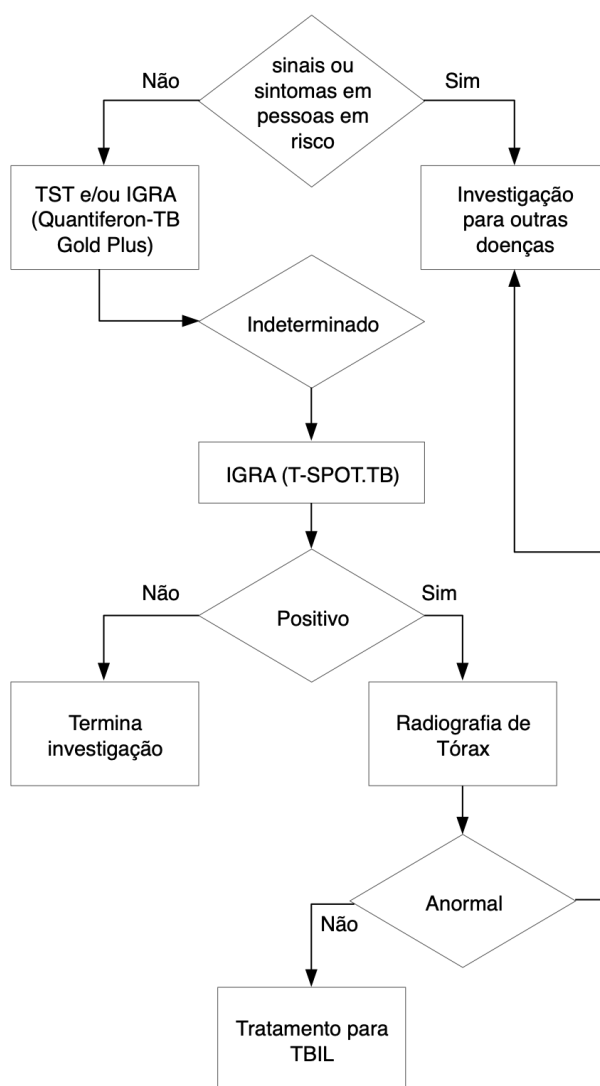 sinais ou
sintomas em
pessoas em
risco
Não
Sim
TST e/ou IGRA
(Quantiferon-TB
Gold Plus)
Investigação
para outras
doenças
Indeterminado
IGRA (T-SPOT.TB)
Não
Sim
Positivo
Termina
investigação
Radiografia de
Tórax
Anormal
Não
Tratamento para
TBIL